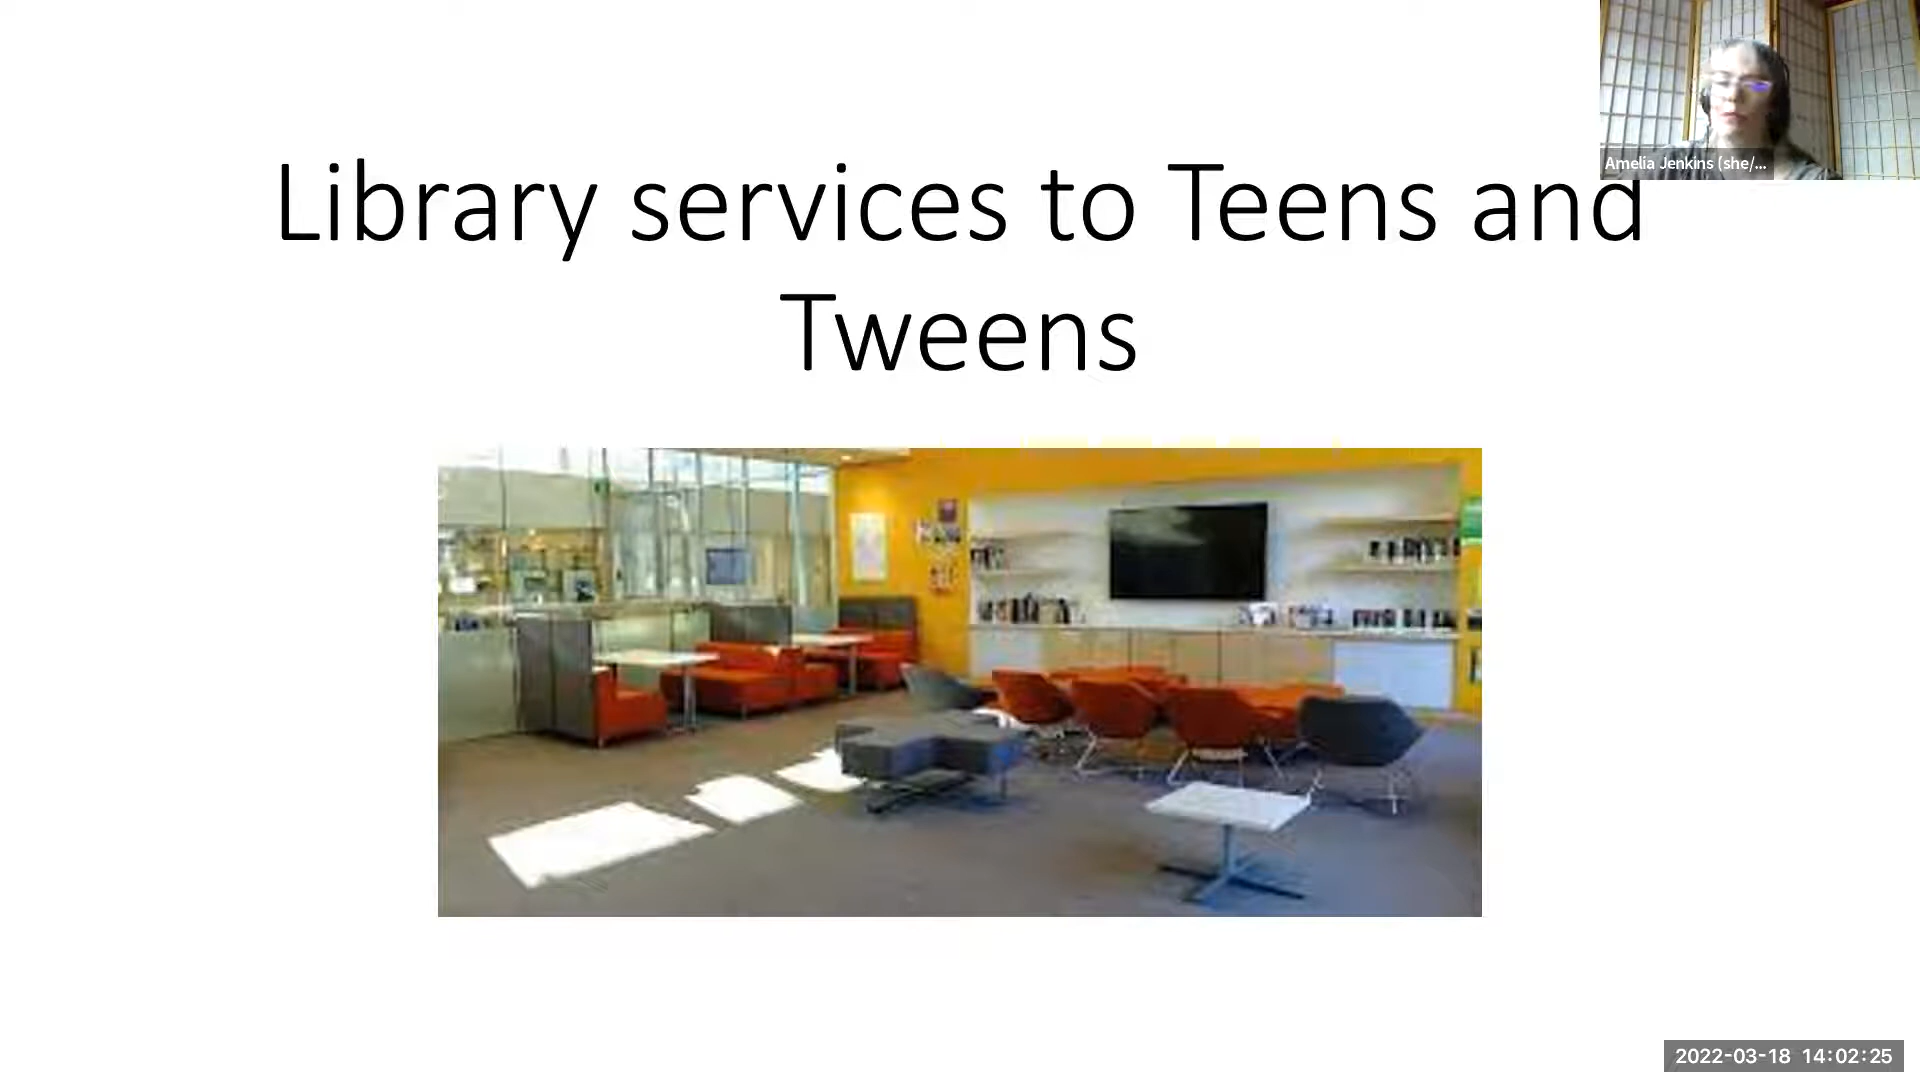 Amelia Jenkins (she/...
Library services to Teens and
Tweens
2022-03-18 14:02:25